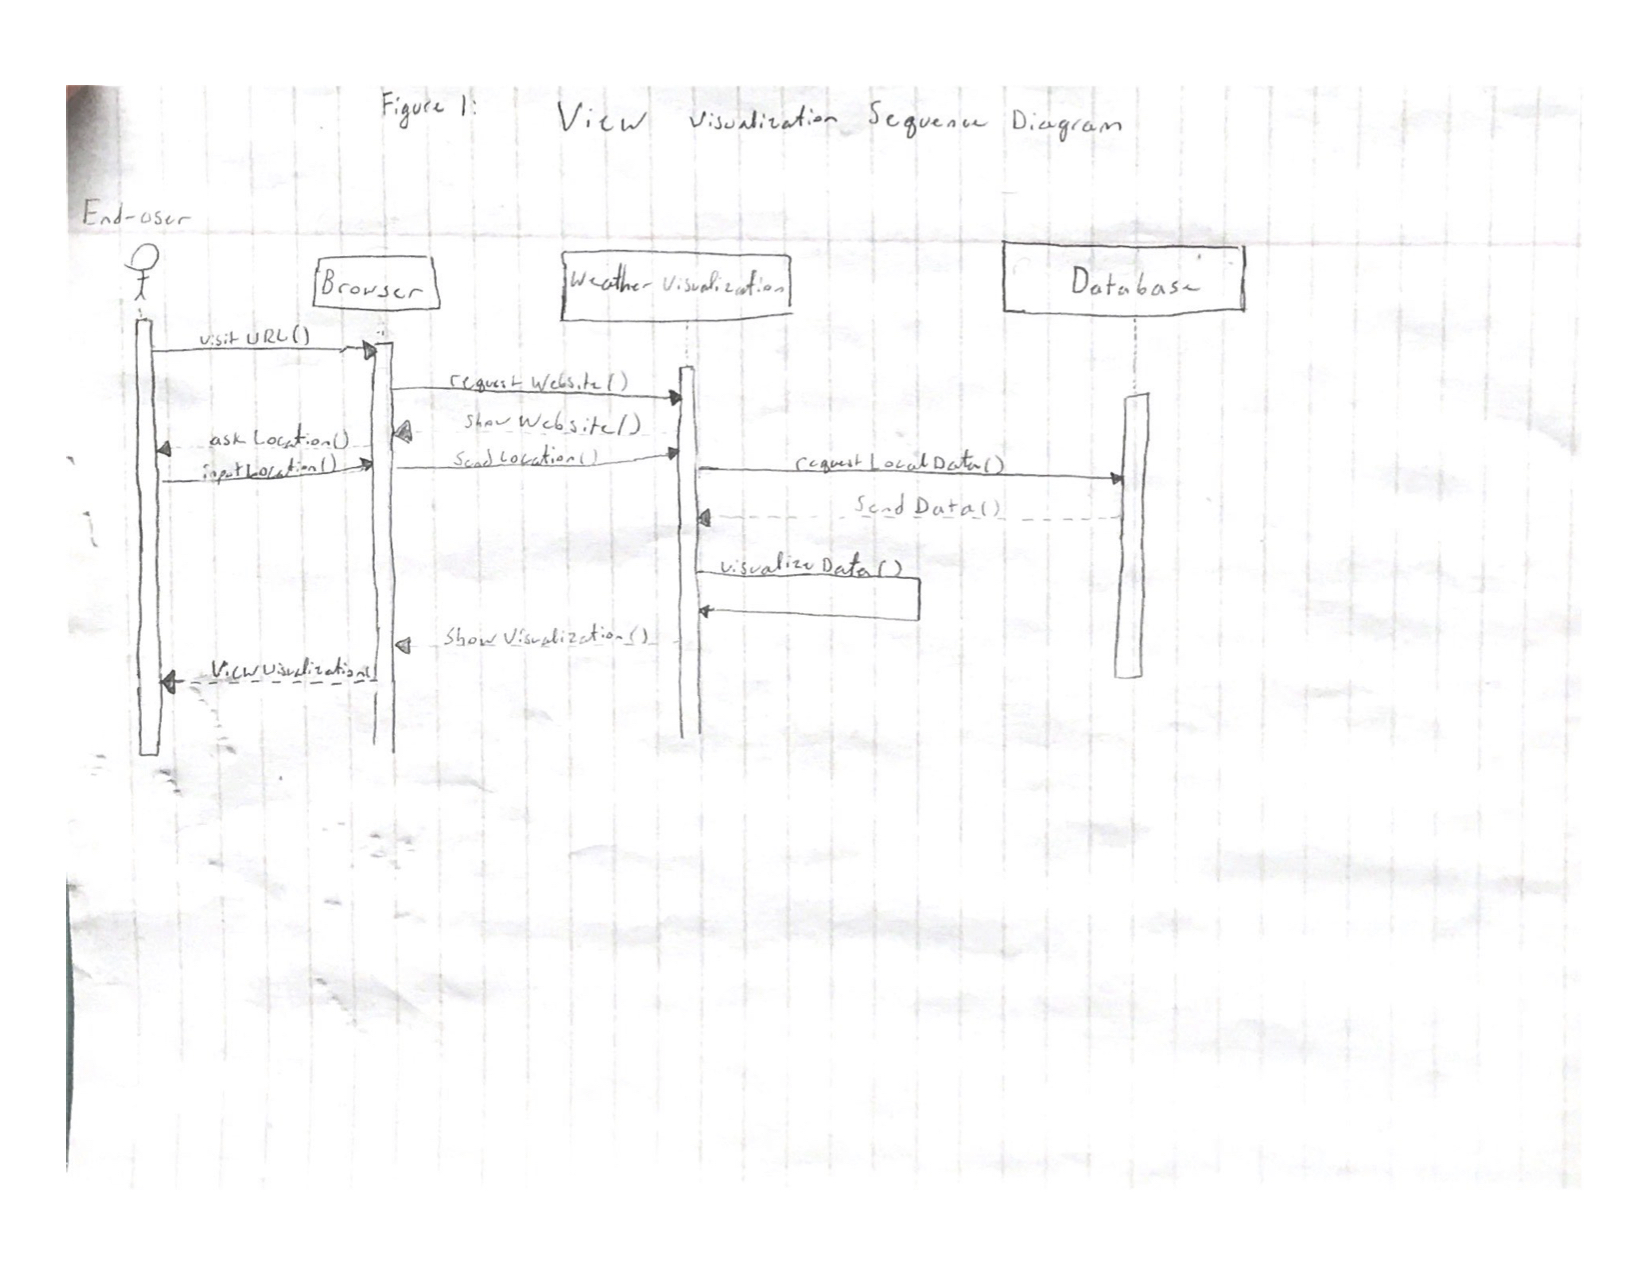 Figure 1: View Visualization Sequence Diagram
End-user
Browser
Weather Visualization
Database
visit URL()
request Website()
Show Website()
ask Location()
input Location()
Send Location()
request Local Data()
Send Data()
visualize Data()
Show Visualization()
View Visualization()